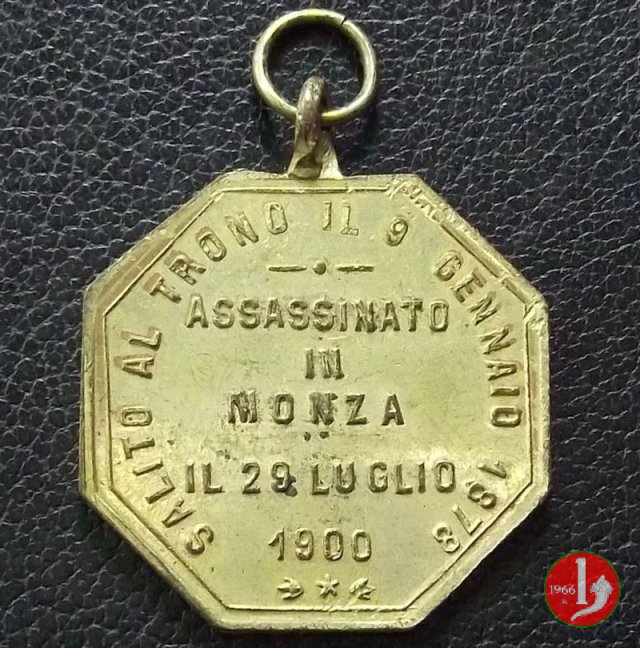 SALITO AL TRONO IL 9 GENNAIO 1878
ASSASSINATO
IN
MONZA
IL 29 LUGLIO
1900
1966